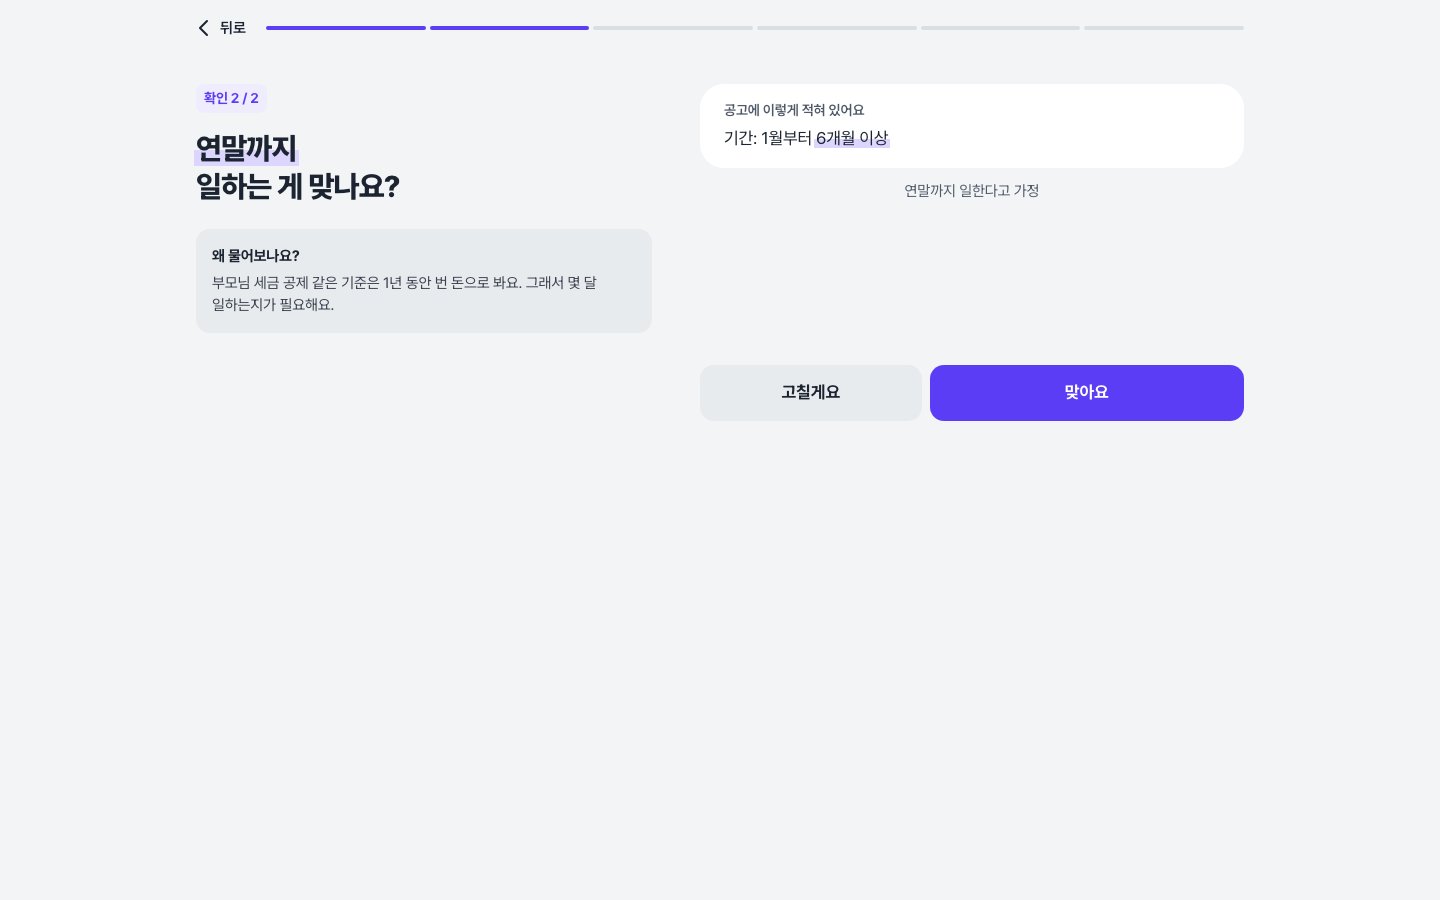 뒤로
확인 2 / 2
연말까지
일하는 게 맞나요?
왜 물어보나요?
부모님 세금 공제 같은 기준은 1년 동안 번 돈으로 봐요. 그래서 몇 달
일하는지가 필요해요.
공고에 이렇게 적혀 있어요
기간: 1월부터 6개월 이상
연말까지 일한다고 가정
고칠게요
맞아요